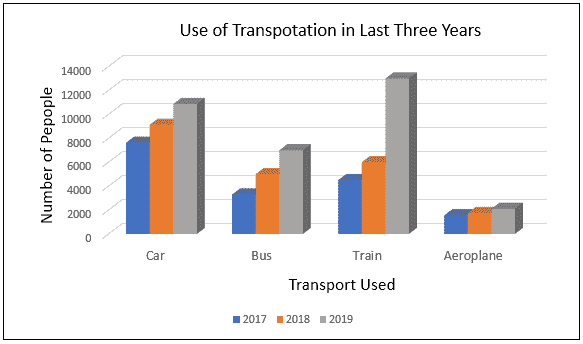 Use of Transpotation in Last Three Years
Number of Pepople
14000
12000
10000
8000
6000
4000
2000
0
Car Bus Train Aeroplane
Transport Used
2017 2018 2019